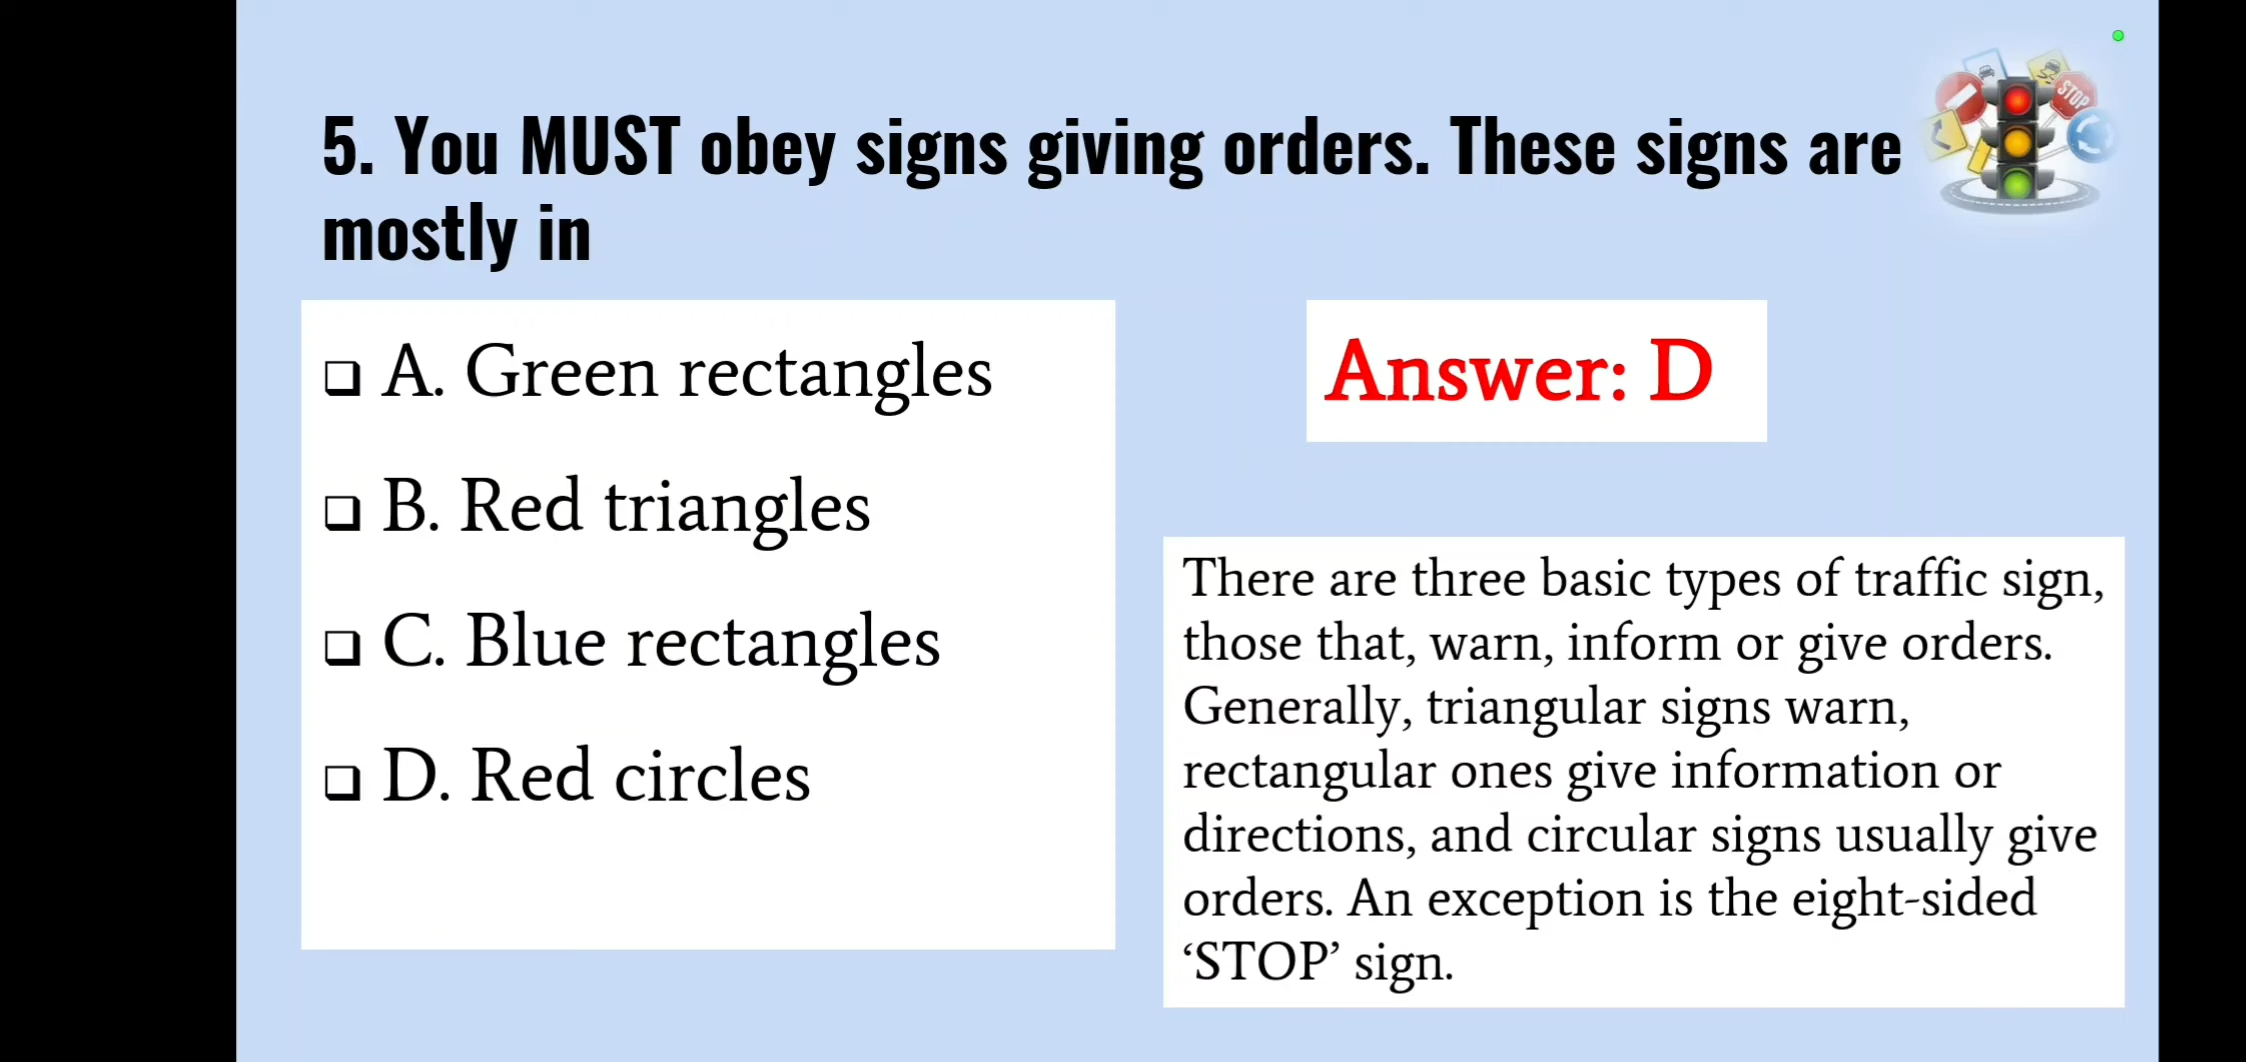 5. You MUST obey signs giving orders. These signs are
mostly in
❑ A. Green rectangles
❑ B. Red triangles
❑ C. Blue rectangles
❑ D. Red circles
Answer: D
There are three basic types of traffic sign,
those that, warn, inform or give orders.
Generally, triangular signs warn,
rectangular ones give information or
directions, and circular signs usually give
orders. An exception is the eight-sided
‘STOP’ sign.
STOP